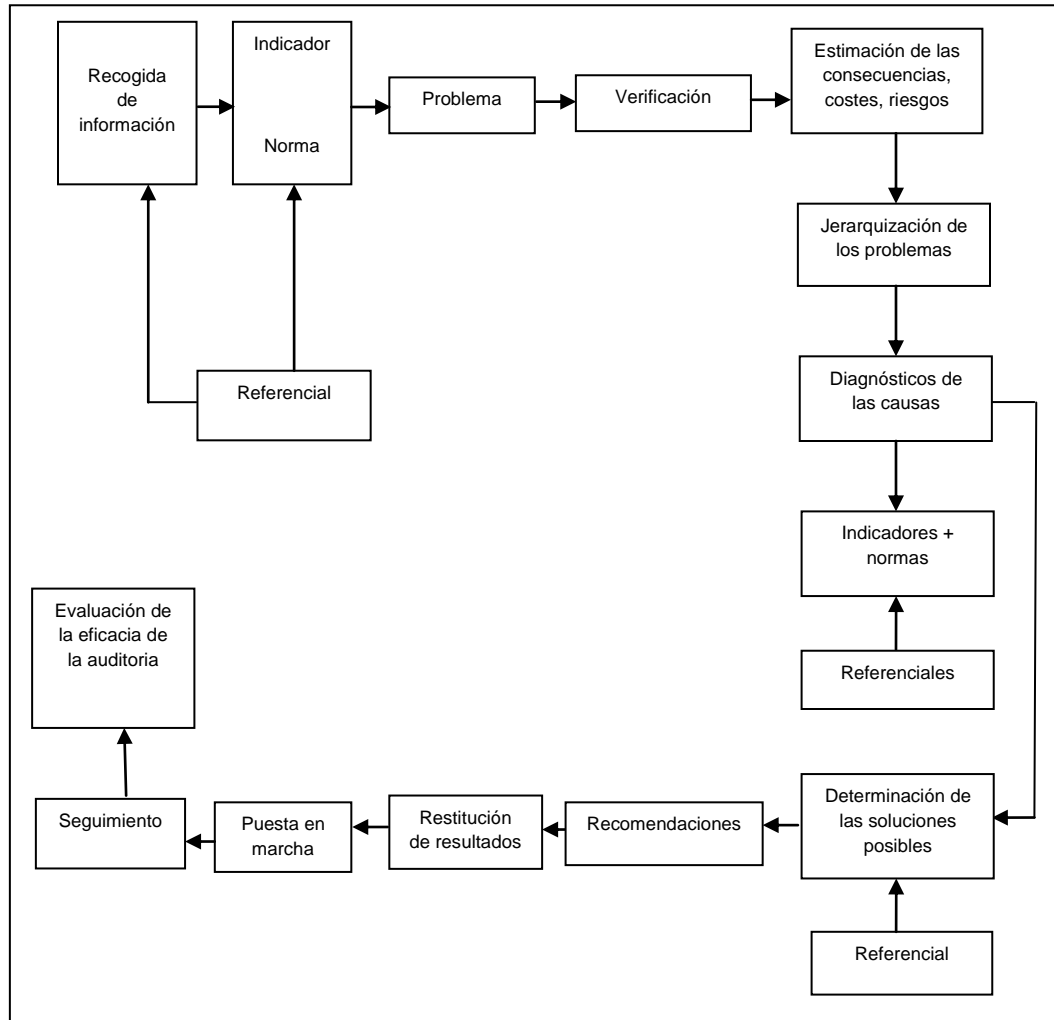 Recogida
de
información
Indicador
Norma
Problema
Verificación
Estimación de las
consecuencias,
costes, riesgos
Jerarquización de
los problemas
Referencial
Diagnósticos de
las causas
Indicadores +
normas
Referenciales
Evaluación de
la eficacia de
la auditoria
Seguimiento
Puesta en
marcha
Restitución
de resultados
Recomendaciones
Determinación de
las soluciones
posibles
Referencial